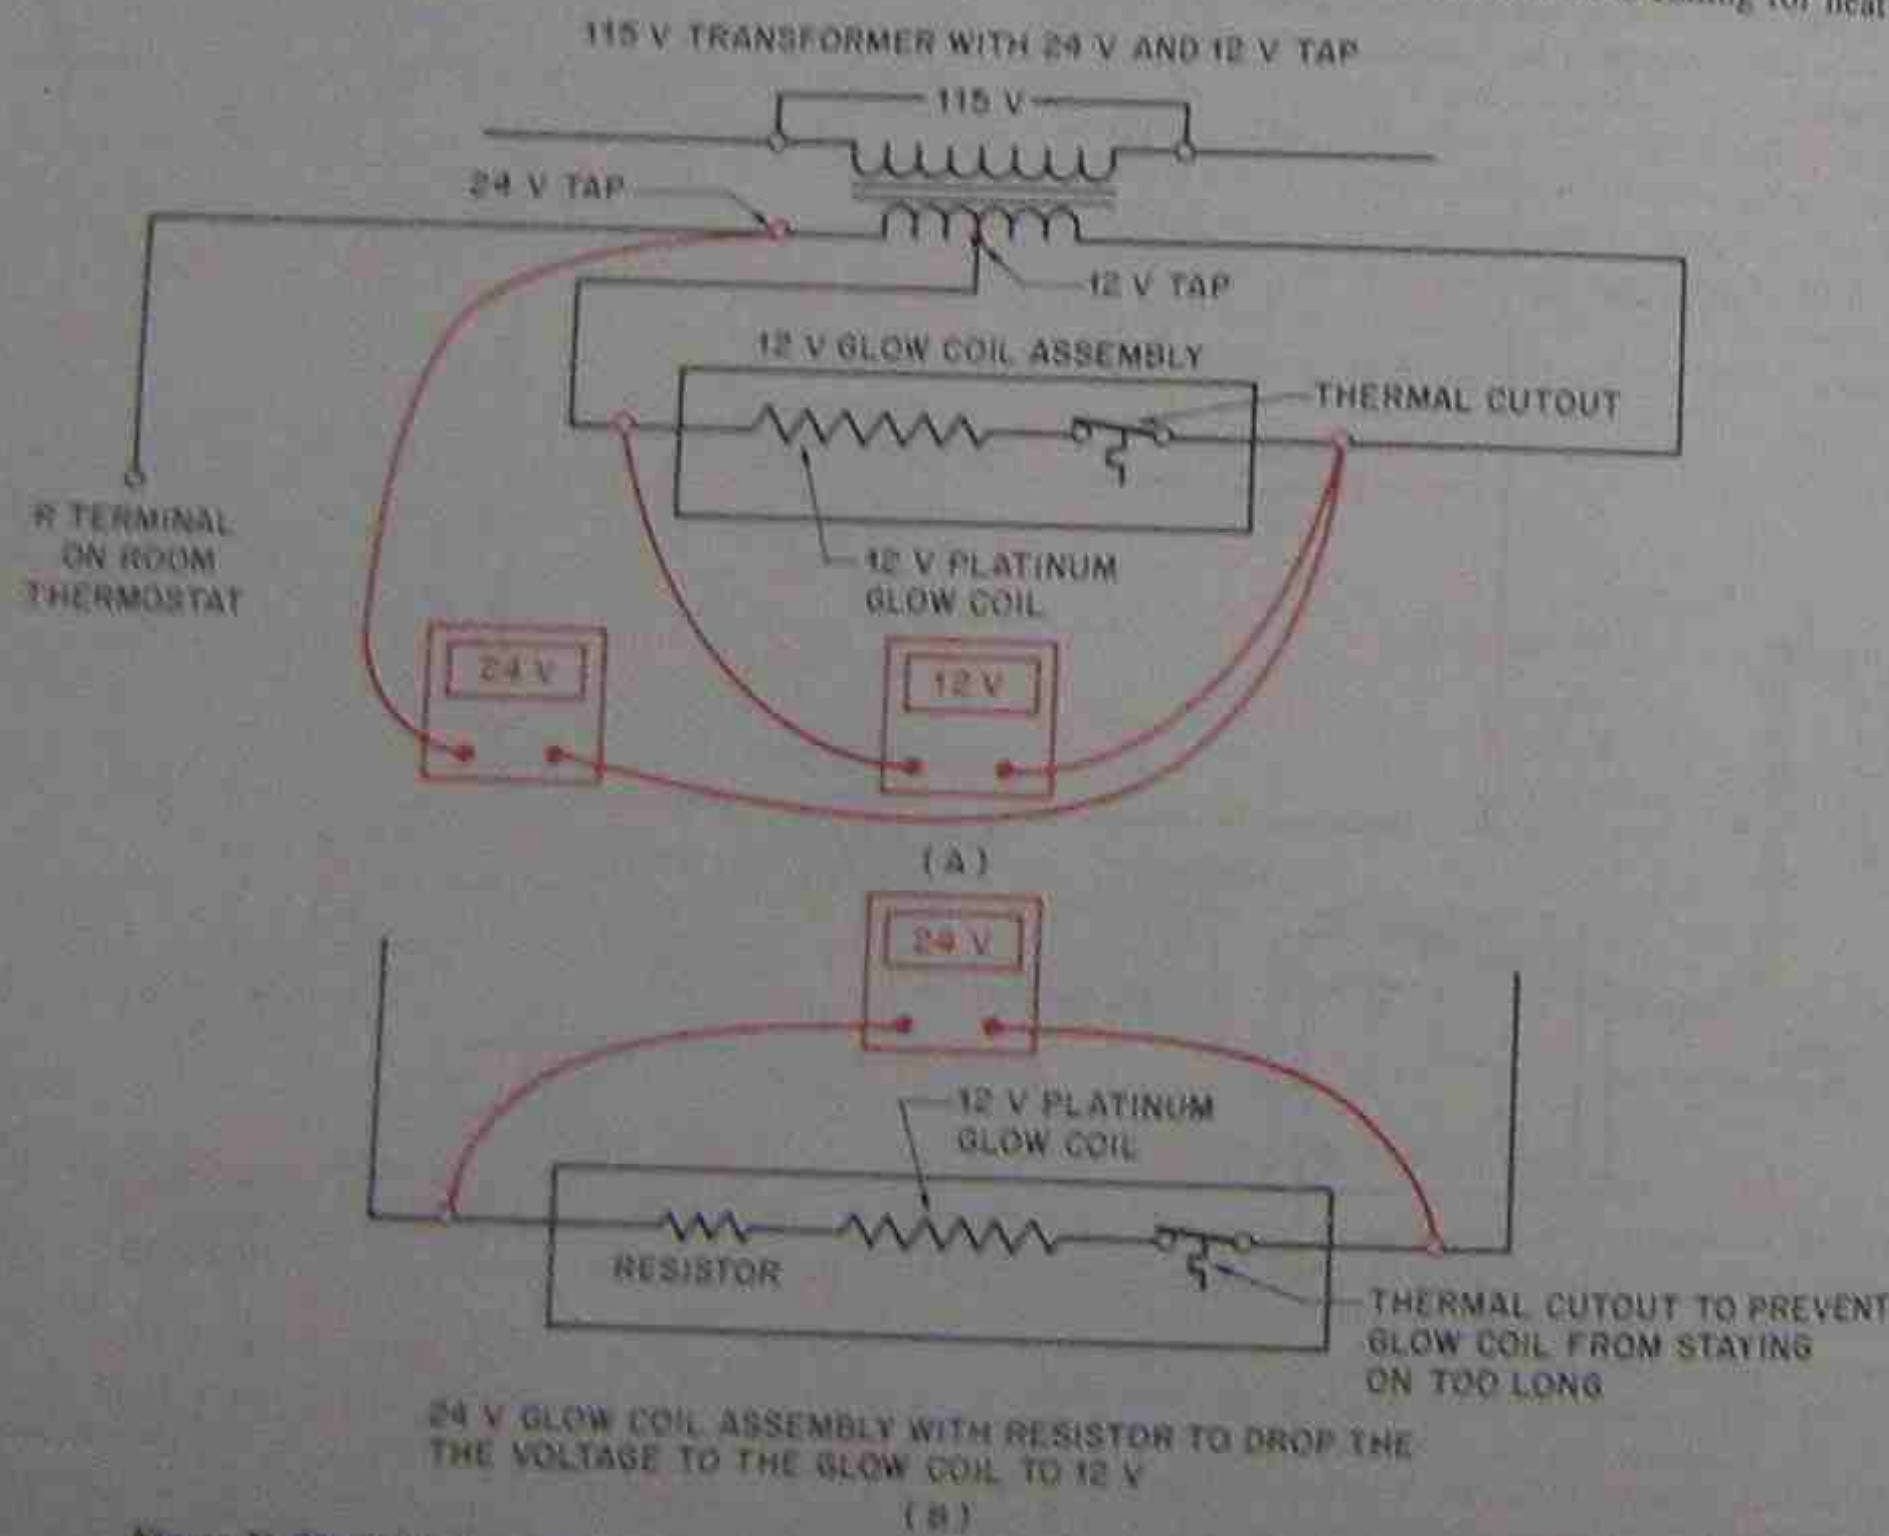 for heat
115 V TRANSFORMER WITH 24 V AND 12 V TAP
115 V
24 V TAP
12 V TAP
12 V GLOW COIL ASSEMBLY
THERMAL CUTOUT
R TERMINAL
ON ROOM
THERMOSTAT
12 V PLATINUM
GLOW COIL
24 V
12 V
(A)
24 V
12 V PLATINUM
GLOW COIL
RESISTOR
THERMAL CUTOUT TO PREVENT
GLOW COIL FROM STAYING
ON TOO LONG
24 V GLOW COIL ASSEMBLY WITH RESISTOR TO DROP THE
THE VOLTAGE TO THE GLOW COIL TO 12 V
(B)